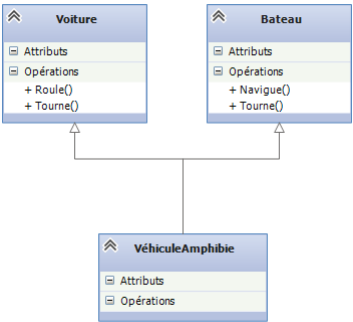 Voiture
Attributs
Opérations
+ Roule()
+ Tourne()
Bateau
Attributs
Opérations
+ Navigue()
+ Tourne()
VéhiculeAmphibie
Attributs
Opérations